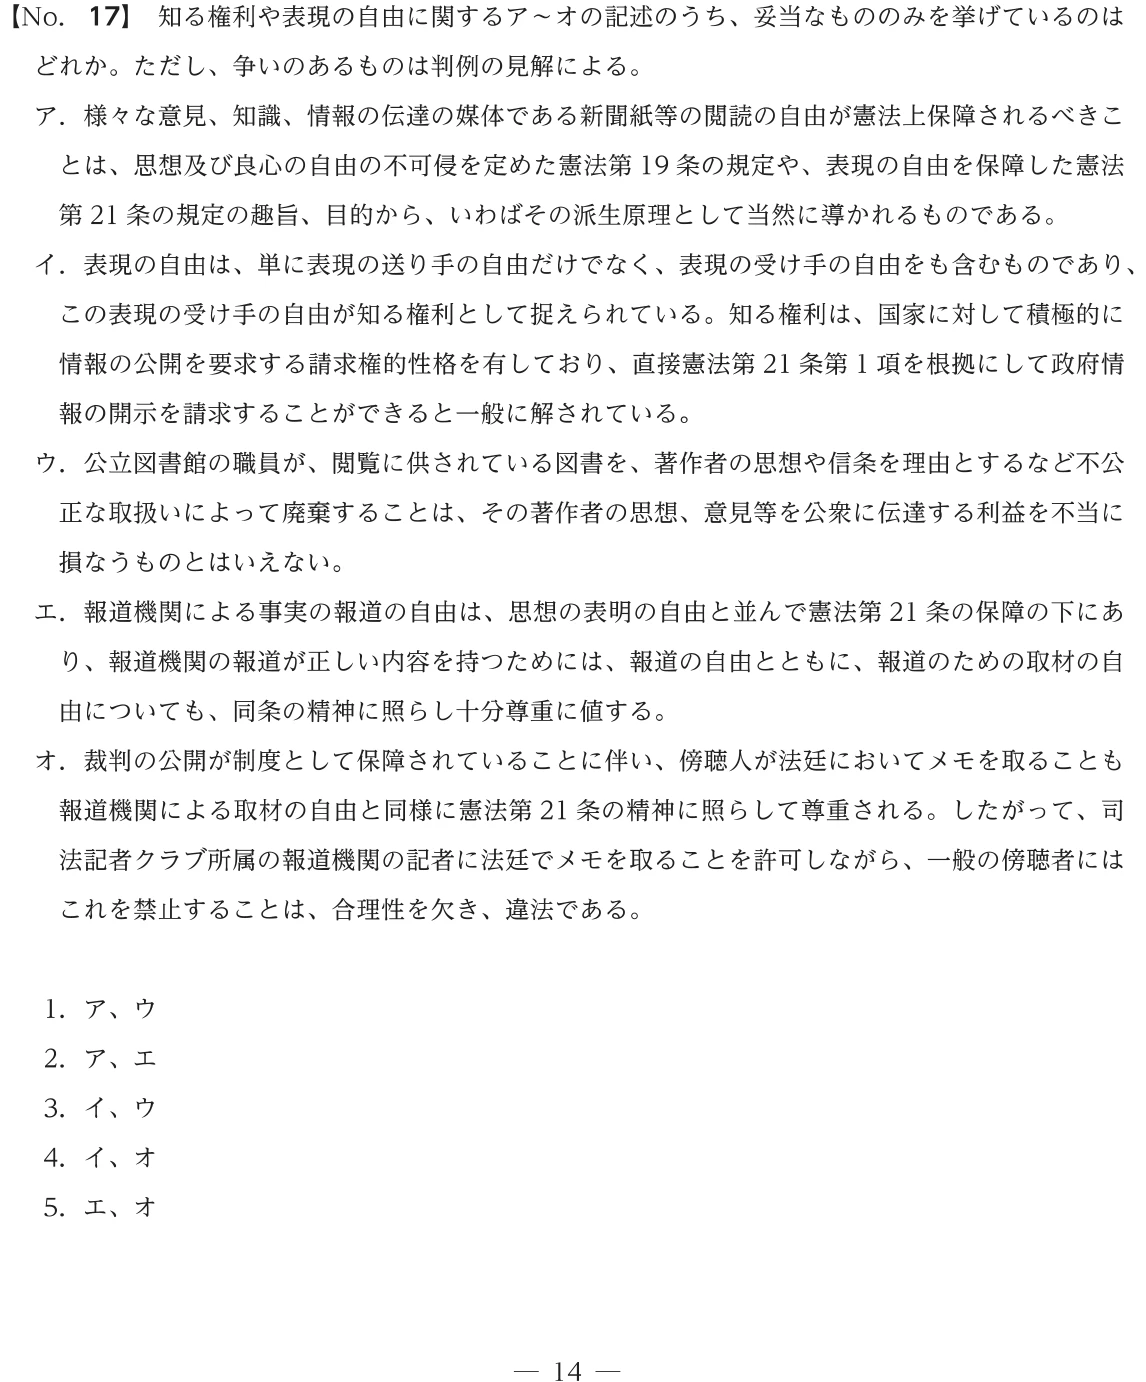 【No. 17】 知る権利や表現の自由に関するア～オの記述のうち、妥当なもののみを挙げているのは
どれか。ただし、争いのあるものは判例の見解による。
ア．様々な意見、知識、情報の伝達の媒体である新聞紙等の閲読の自由が憲法上保障されるべきこ
とは、思想及び良心の自由の不可侵を定めた憲法第 19 条の規定や、表現の自由を保障した憲法
第 21 条の規定の趣旨、目的から、いわばその派生原理として当然に導かれるものである。
イ．表現の自由は、単に表現の送り手の自由だけでなく、表現の受け手の自由をも含むものであり、
この表現の受け手の自由が知る権利として捉えられている。知る権利は、国家に対して積極的に
情報の公開を要求する請求権的性格を有しており、直接憲法第 21 条第 1 項を根拠にして政府情
報の開示を請求することができると一般に解されている。
ウ．公立図書館の職員が、閲覧に供されている図書を、著作者の思想や信条を理由とするなど不公
正な取扱いによって廃棄することは、その著作者の思想、意見等を公衆に伝達する利益を不当に
損なうものとはいえない。
エ．報道機関による事実の報道の自由は、思想の表明の自由と並んで憲法第 21 条の保障の下にあ
り、報道機関の報道が正しい内容を持つためには、報道の自由とともに、報道のための取材の自
由についても、同条の精神に照らし十分尊重に値する。
オ．裁判の公開が制度として保障されていることに伴い、傍聴人が法廷においてメモを取ることも
報道機関による取材の自由と同様に憲法第 21 条の精神に照らして尊重される。したがって、司
法記者クラブ所属の報道機関の記者に法廷でメモを取ることを許可しながら、一般の傍聴者には
これを禁止することは、合理性を欠き、違法である。
1．ア、ウ
2．ア、エ
3．イ、ウ
4．イ、オ
5．エ、オ
— 14 —